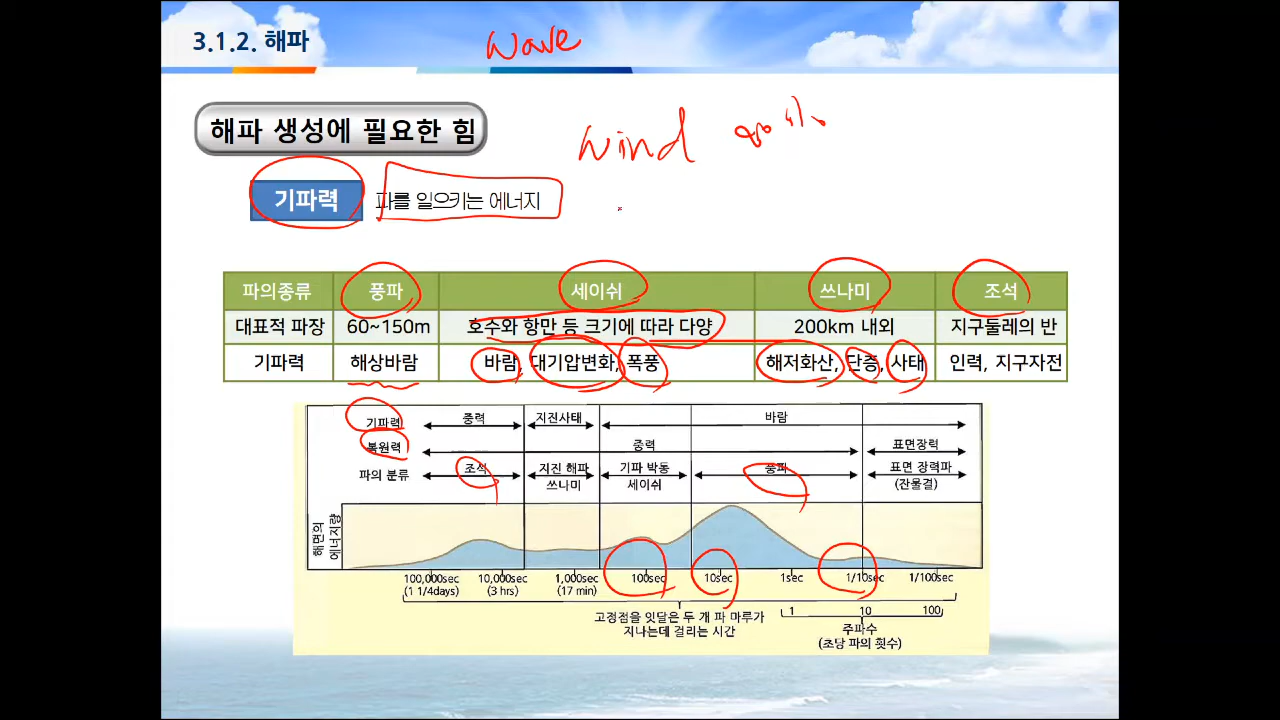 3.1.2. 해파
wave
해파 생성에 필요한 힘
wind
기파력 파를 일으키는 에너지
파의종류 풍파 세이쉬 쓰나미 조석
대표적 파장 60~150m 호수와 항만 등 크기에 따라 다양 200km 내외 지구둘레의 반
기파력 해상바람 바람, 대기압변화, 폭풍 해저화산, 단층, 사태 인력, 지구자전
기파력 중력 지진사태 바람
복원력 중력 표면장력
파의 분류 조석 지진 해파 쓰나미 기파 박동 세이쉬 풍파 표면 장력파 (잔물결)
해면의 에너지량
100,000sec 10,000sec 1,000sec 100sec 10sec 1sec 1/10sec 1/100sec
(1 1/4days) (3 hrs) (17 min)
고정점을 잇달은 두 개 파 마루가 지나는데 걸리는 시간
1 10 100
주파수
(초당 파의 횟수)